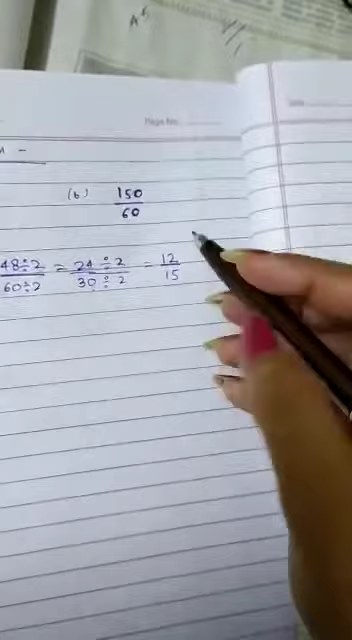 Page No.
(b) 150/60
48÷2/60÷2 = 24÷2/30÷2 = 12/15